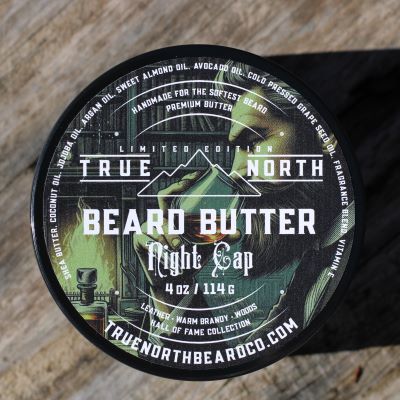 SHEA BUTTER, COCONUT OIL, JOJOBA OIL, ARGAN OIL, SWEET ALMOND OIL, AVOCADO OIL, COLD PRESSED GRAPE SEED OIL, FRAGRANCE BLEND, VITAMIN E.
HANDMADE FOR THE SOFTEST BEARD
PREMIUM BUTTER
LIMITED EDITION
TRUE NORTH
BEARD BUTTER
Night Cap
4 OZ / 114 G
LEATHER • WARM BRANDY • WOODS
HALL OF FAME COLLECTION
TRUENORTHBEARDCO.COM